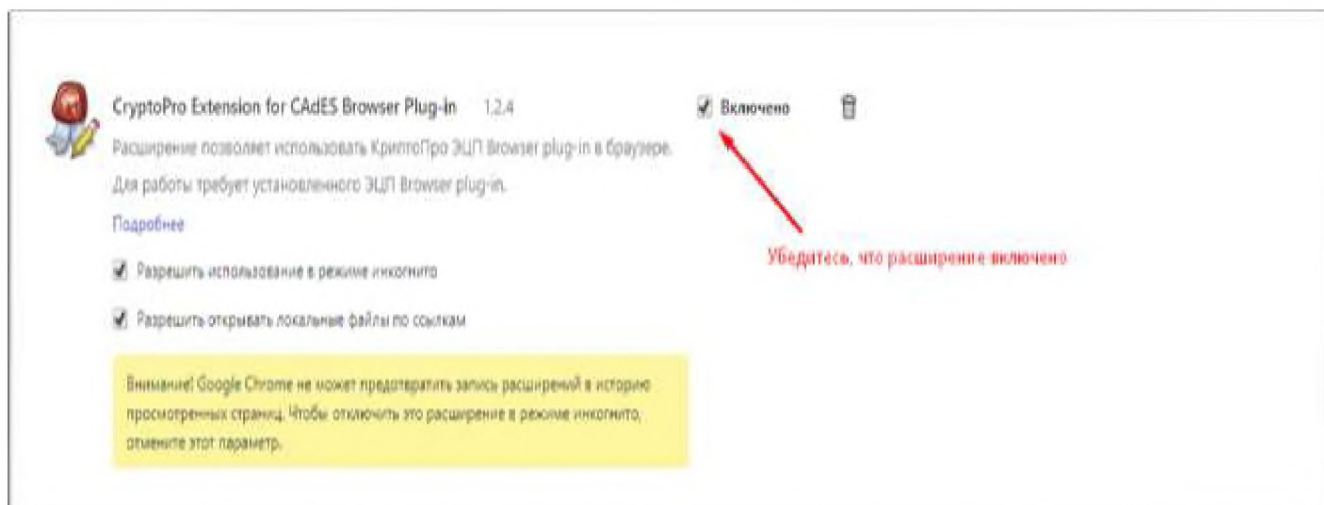 CryptoPro Extension for CAdES Browser Plug-in 1.2.4
Включено
Расширение позволяет использовать КриптоПро ЭЦП Browser plug-in в браузере.
Для работы требует установленного ЭЦП Browser plug-in.
Подробнее
Убедитесь, что расширение включено
Разрешить использование в режиме инкогнито
Разрешить открывать локальные файлы по ссылкам
Внимание! Google Chrome не может предотвратить запись расширений в историю
просмотренных страниц. Чтобы отключить это расширение в режиме инкогнито,
отмените этот параметр.